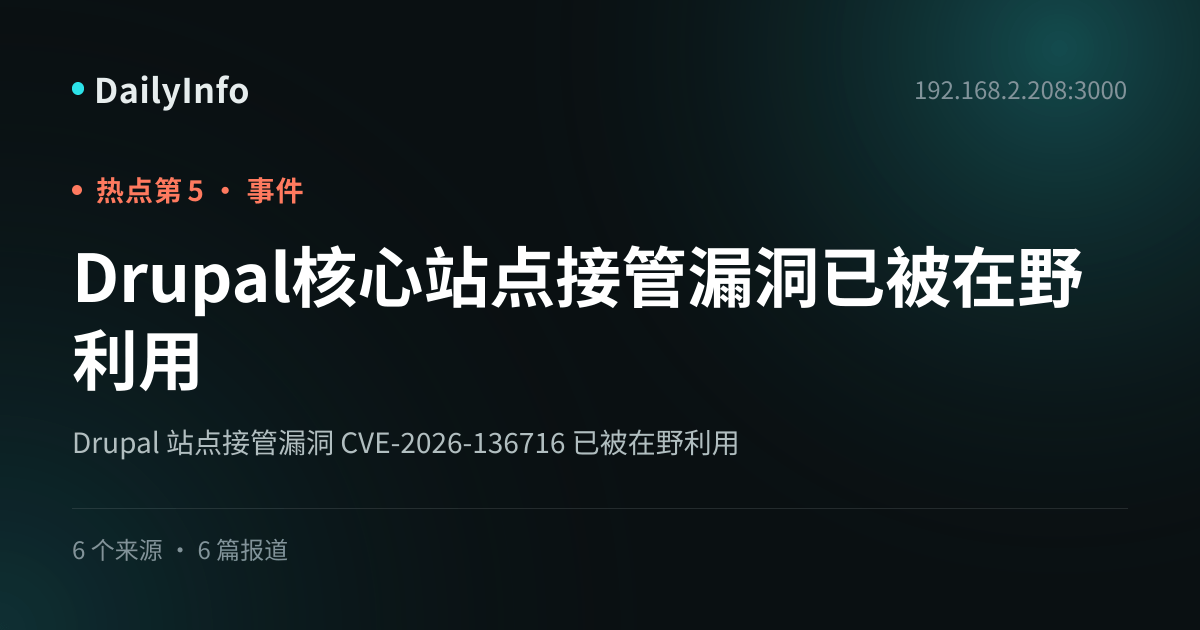 DailyInfo
192.168.2.208:3000
热点第 5 · 事件
Drupal核心站点接管漏洞已被在野
利用
Drupal 站点接管漏洞 CVE-2026-136716 已被在野利用
6 个来源 · 6 篇报道